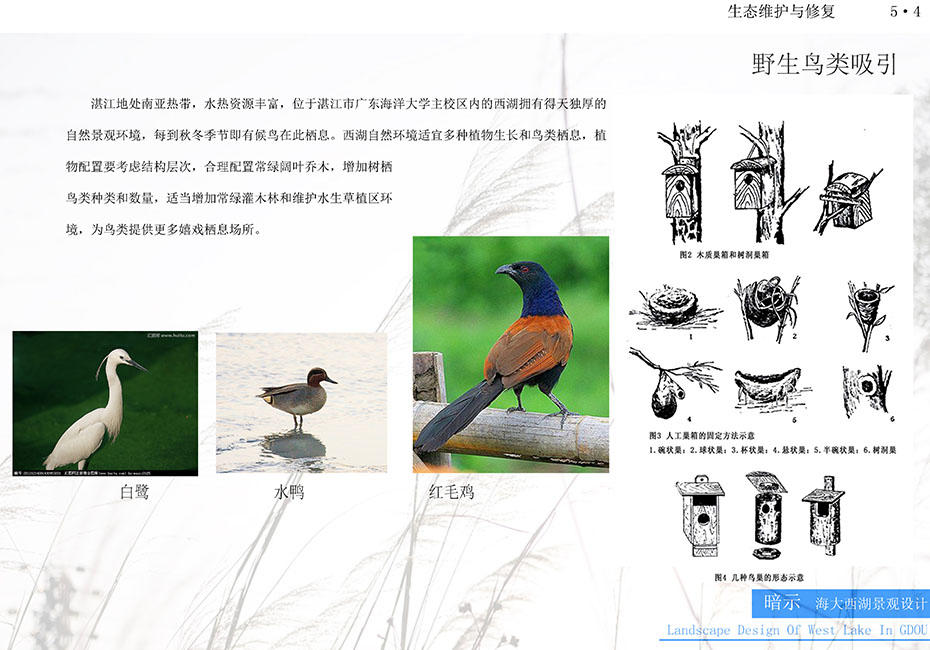 生态维护与修复 5·4
野生鸟类吸引
湛江地处南亚热带，水热资源丰富，位于湛江市广东海洋大学主校区内的西湖拥有得天独厚的
自然景观环境，每到秋冬季节即有候鸟在此栖息。西湖自然环境适宜多种植物生长和鸟类栖息，植
物配置要考虑结构层次，合理配置常绿阔叶乔木，增加树栖
鸟类种类和数量，适当增加常绿灌木林和维护水生草植区环
境，为鸟类提供更多嬉戏栖息场所。
图2 木质巢箱和树洞巢箱
1
2
3
4
5
6
图3 人工巢箱的固定方法示意
1.碗状巢；2.球状巢；3.杯状巢；4.悬状巢；5.半碗状巢；6.树洞巢
汇图网 www.huitu.com
白鹭
水鸭
红毛鸡
图4 几种鸟巢的形态示意
暗示 海大西湖景观设计
Landscape Design Of West Lake In GDOU